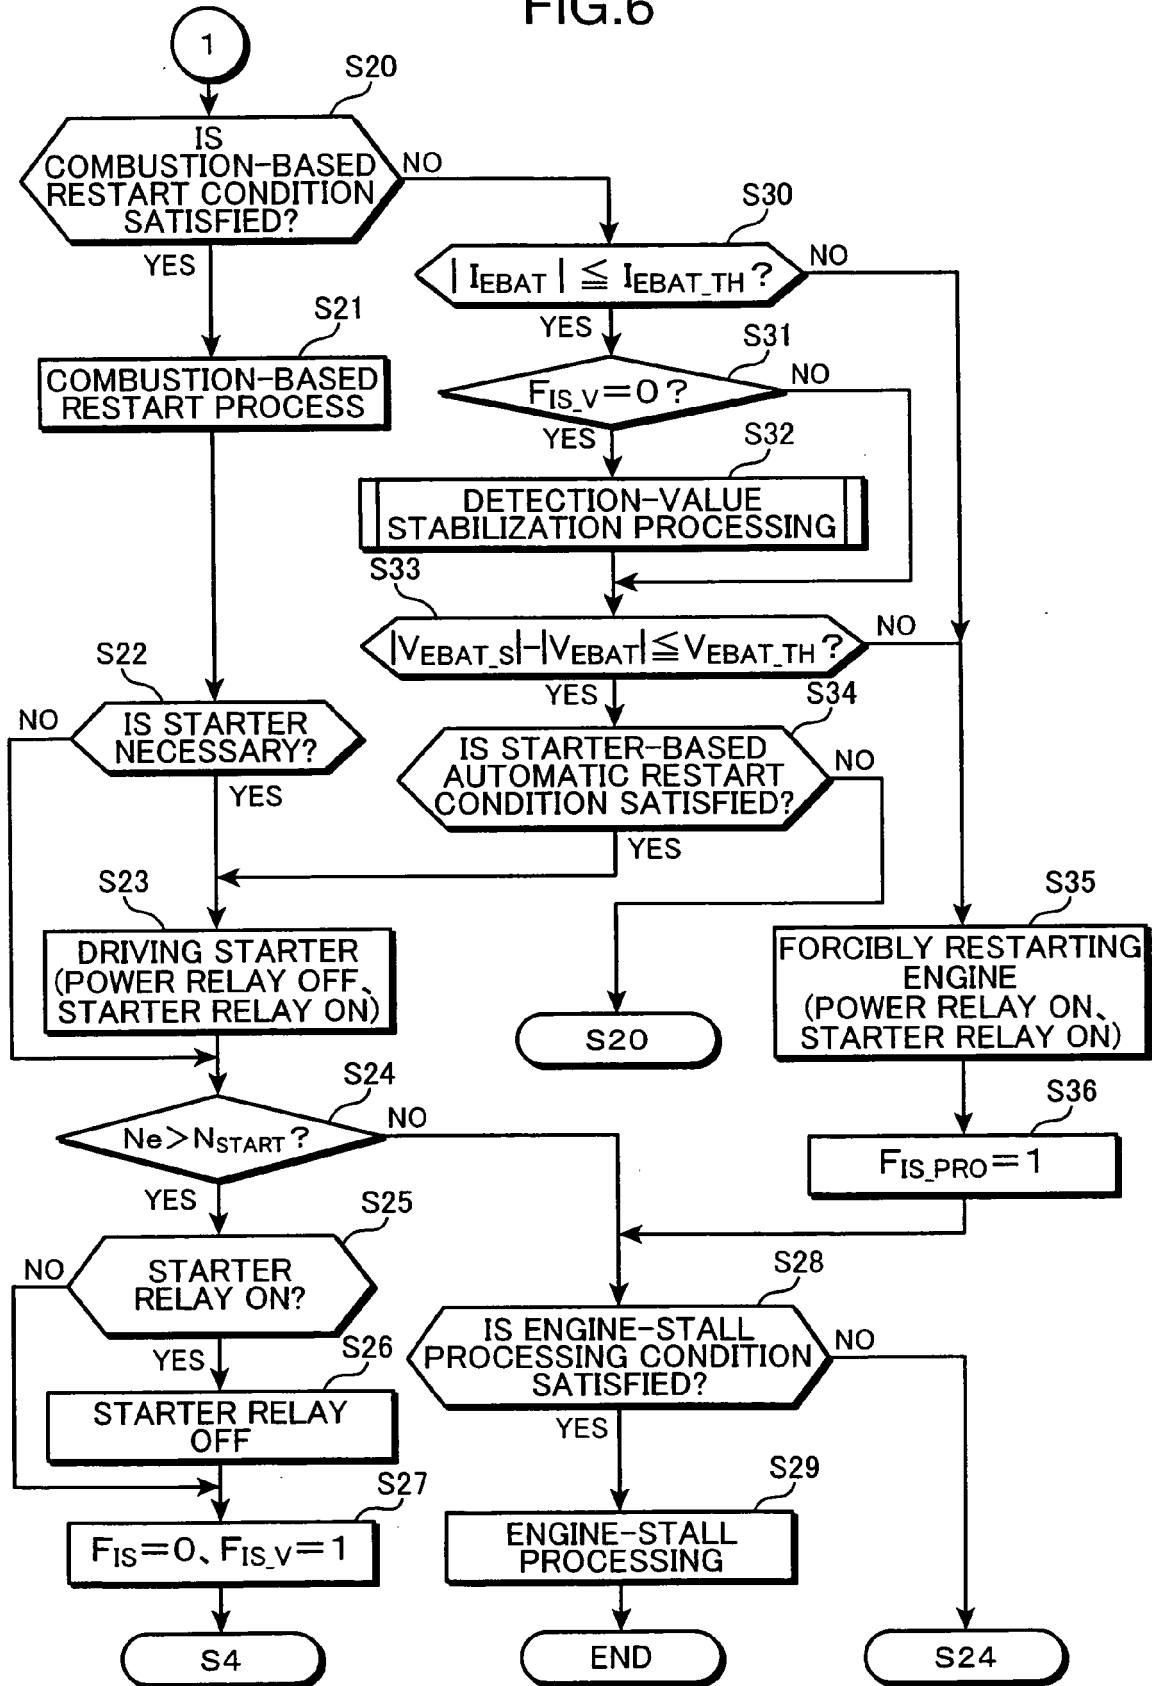 FIG.6
1
S20
IS
COMBUSTION-BASED
RESTART CONDITION
SATISFIED?
NO
YES
S30
| IEBAT | ≦ IEBAT_TH ?
NO
YES
S21
COMBUSTION-BASED
RESTART PROCESS
S31
FIS_V=0 ?
NO
YES
S32
DETECTION-VALUE
STABILIZATION PROCESSING
S33
|VEBAT_S|-|VEBAT|≦VEBAT_TH ?
NO
YES
S22
IS STARTER
NECESSARY?
NO
YES
S34
IS STARTER-BASED
AUTOMATIC RESTART
CONDITION SATISFIED?
NO
YES
S23
DRIVING STARTER
(POWER RELAY OFF、
STARTER RELAY ON)
S20
S35
FORCIBLY RESTARTING
ENGINE
(POWER RELAY ON、
STARTER RELAY ON)
S24
Ne>NSTART ?
NO
YES
S36
FIS_PRO=1
S25
STARTER
RELAY ON?
NO
YES
S28
IS ENGINE-STALL
PROCESSING CONDITION
SATISFIED?
NO
YES
S26
STARTER RELAY
OFF
S27
FIS=0、FIS_V=1
S29
ENGINE-STALL
PROCESSING
S4
END
S24